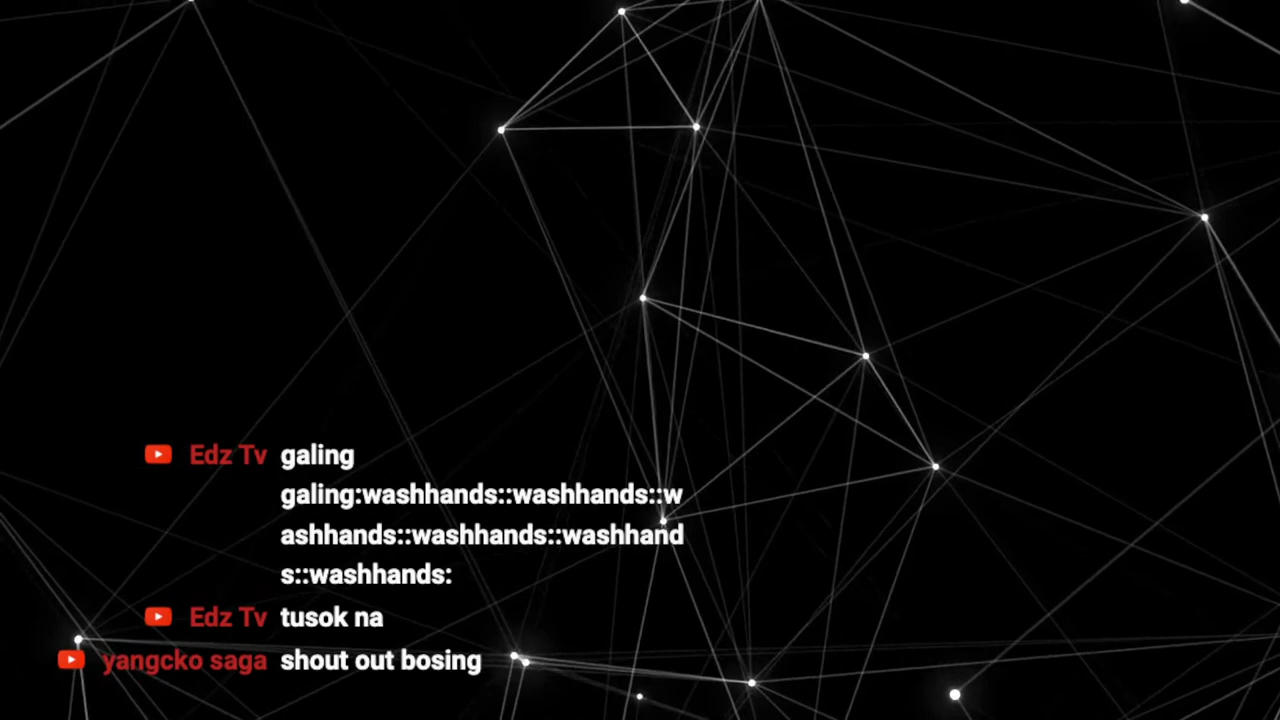 Edz Tv galing
galing:washhands::washhands::w
ashhands::washhands::washhand
s::washhands:
Edz Tv tusok na
yangcko saga shout out bosing